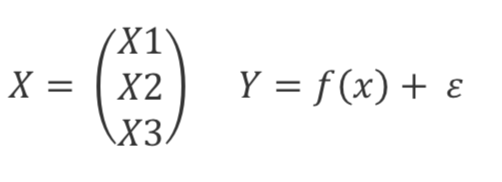 X1
X = X2 Y = f(x) + ε
X3